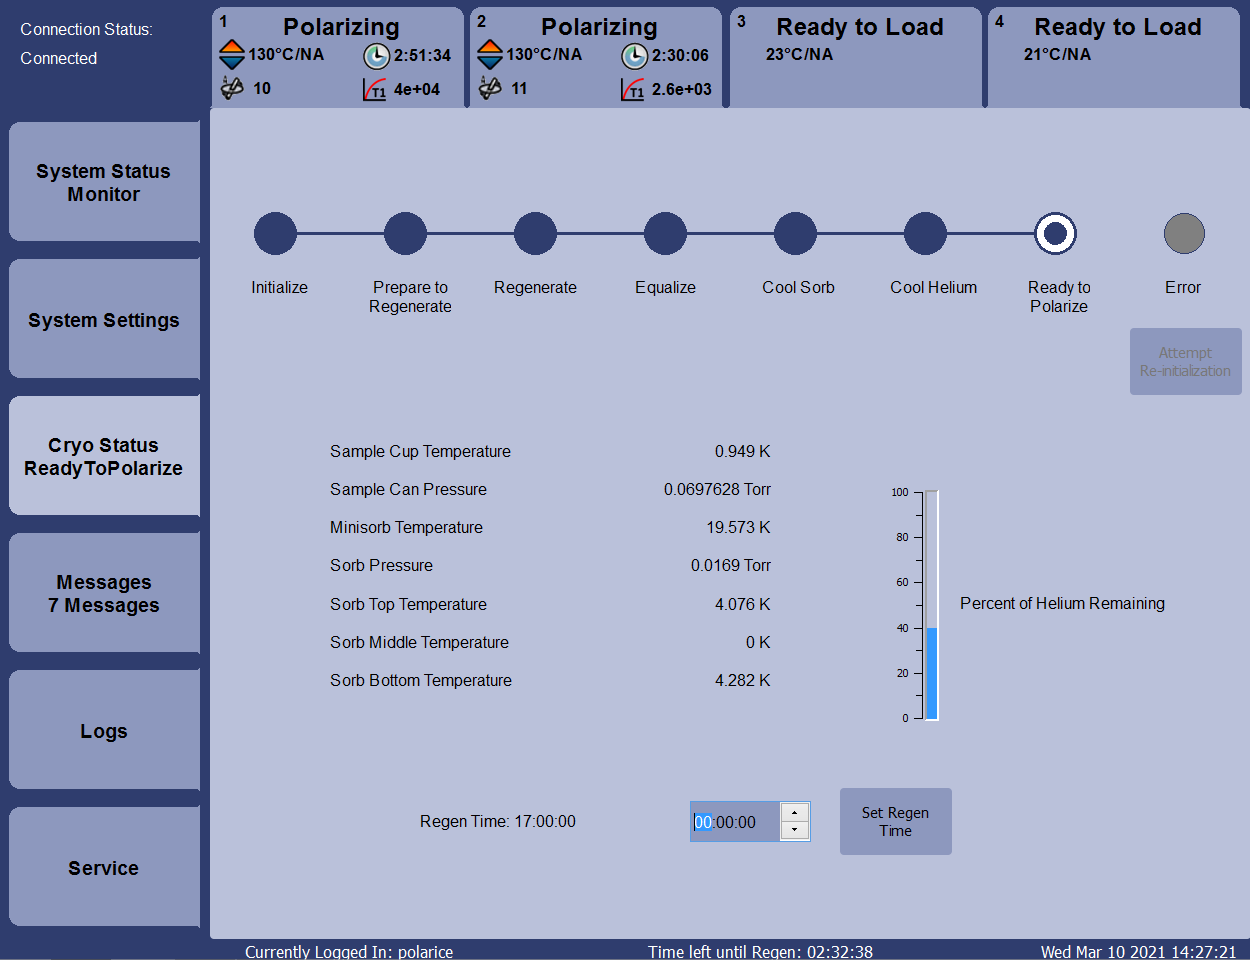 Connection Status:
Connected
1 Polarizing
130°C/NA 2:51:34
10 T1 4e+04
2 Polarizing
130°C/NA 2:30:06
11 T1 2.6e+03
3 Ready to Load
23°C/NA
4 Ready to Load
21°C/NA
System Status
Monitor
System Settings
Cryo Status
ReadyToPolarize
Messages
7 Messages
Logs
Service
Initialize
Prepare to
Regenerate
Regenerate
Equalize
Cool Sorb
Cool Helium
Ready to
Polarize
Error
Attempt
Re-initialization
Sample Cup Temperature 0.949 K
Sample Can Pressure 0.0697628 Torr
Minisorb Temperature 19.573 K
Sorb Pressure 0.0169 Torr
Sorb Top Temperature 4.076 K
Sorb Middle Temperature 0 K
Sorb Bottom Temperature 4.282 K
100
80
60
40
20
0
Percent of Helium Remaining
Regen Time: 17:00:00
00:00:00
Set Regen
Time
Currently Logged In: polarice
Time left until Regen: 02:32:38
Wed Mar 10 2021 14:27:21